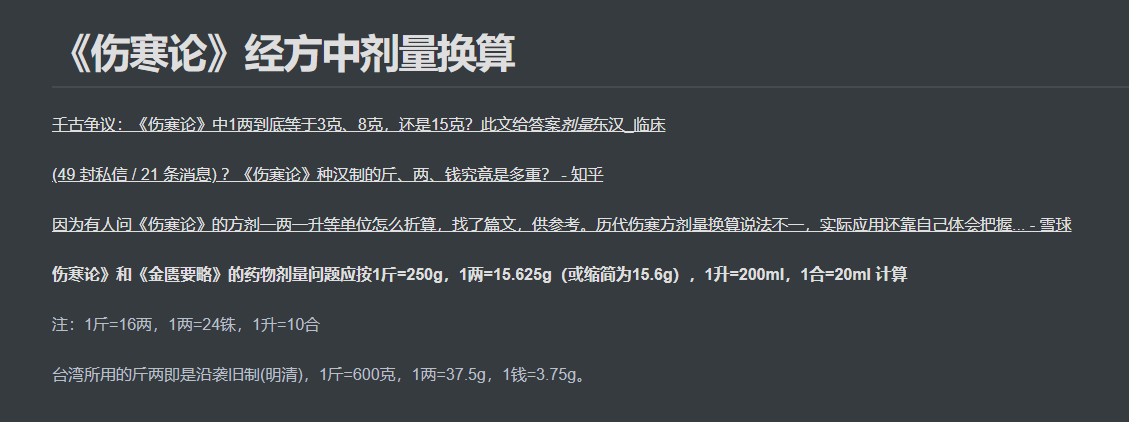 《伤寒论》经方中剂量换算
千古争议：《伤寒论》中1两到底等于3克、8克，还是15克？此文给答案剂量东汉_临床
(49 封私信 / 21 条消息) ？《伤寒论》种汉制的斤、两、钱究竟是多重？ - 知乎
因为有人问《伤寒论》的方剂一两一升等单位怎么折算，找了篇文，供参考。历代伤寒方剂量换算说法不一，实际应用还靠自己体会把握... - 雪球
伤寒论》和《金匮要略》的药物剂量问题应按1斤=250g，1两=15.625g（或缩简为15.6g），1升=200ml，1合=20ml 计算
注：1斤=16两，1两=24铢，1升=10合
台湾所用的斤两即是沿袭旧制(明清)，1斤=600克，1两=37.5g，1钱=3.75g。